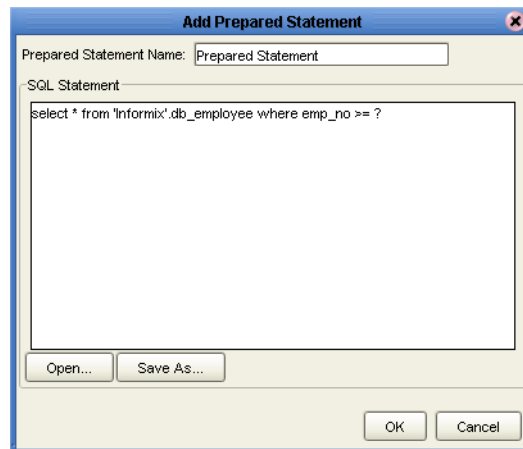 Add Prepared Statement
Prepared Statement Name: Prepared Statement
SQL Statement
select * from 'Informix'.db_employee where emp_no >= ?
Open... Save As...
OK Cancel